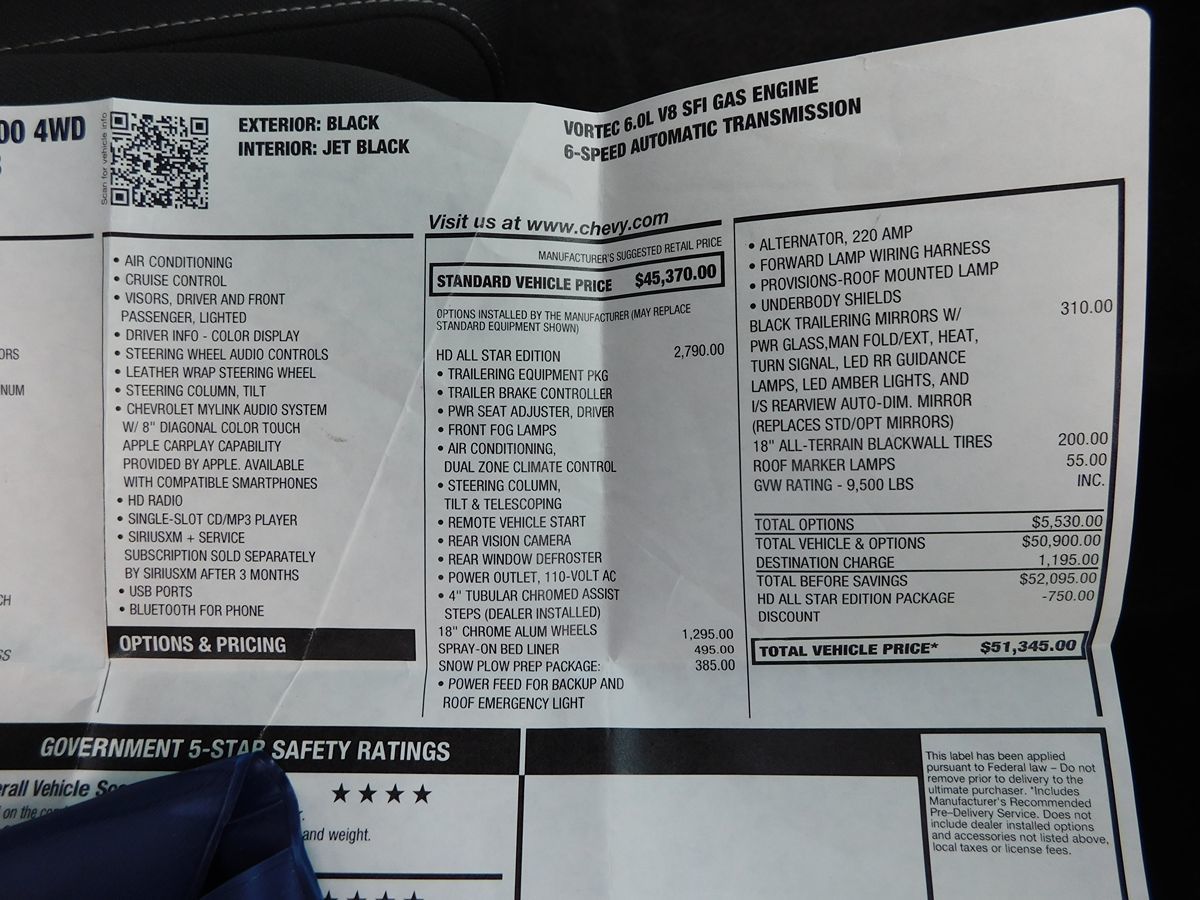 00 4WD
Scan for vehicle info
EXTERIOR: BLACK
INTERIOR: JET BLACK
VORTEC 6.0L V8 SFI GAS ENGINE
6-SPEED AUTOMATIC TRANSMISSION
ORS
NUM
CH
SS
• AIR CONDITIONING
• CRUISE CONTROL
• VISORS, DRIVER AND FRONT
PASSENGER, LIGHTED
• DRIVER INFO - COLOR DISPLAY
• STEERING WHEEL AUDIO CONTROLS
• LEATHER WRAP STEERING WHEEL
• STEERING COLUMN, TILT
• CHEVROLET MYLINK AUDIO SYSTEM
W/ 8" DIAGONAL COLOR TOUCH
APPLE CARPLAY CAPABILITY
PROVIDED BY APPLE. AVAILABLE
WITH COMPATIBLE SMARTPHONES
• HD RADIO
• SINGLE-SLOT CD/MP3 PLAYER
• SIRIUSXM + SERVICE
SUBSCRIPTION SOLD SEPARATELY
BY SIRIUSXM AFTER 3 MONTHS
• USB PORTS
• BLUETOOTH FOR PHONE
OPTIONS & PRICING
Visit us at www.chevy.com
MANUFACTURER'S SUGGESTED RETAIL PRICE
STANDARD VEHICLE PRICE $45,370.00
OPTIONS INSTALLED BY THE MANUFACTURER (MAY REPLACE
STANDARD EQUIPMENT SHOWN)
HD ALL STAR EDITION 2,790.00
• TRAILERING EQUIPMENT PKG
• TRAILER BRAKE CONTROLLER
• PWR SEAT ADJUSTER, DRIVER
• FRONT FOG LAMPS
• AIR CONDITIONING,
DUAL ZONE CLIMATE CONTROL
• STEERING COLUMN,
TILT & TELESCOPING
• REMOTE VEHICLE START
• REAR VISION CAMERA
• REAR WINDOW DEFROSTER
• POWER OUTLET, 110-VOLT AC
• 4" TUBULAR CHROMED ASSIST
STEPS (DEALER INSTALLED)
18" CHROME ALUM WHEELS 1,295.00
SPRAY-ON BED LINER 495.00
SNOW PLOW PREP PACKAGE: 385.00
• POWER FEED FOR BACKUP AND
ROOF EMERGENCY LIGHT
• ALTERNATOR, 220 AMP
• FORWARD LAMP WIRING HARNESS
• PROVISIONS-ROOF MOUNTED LAMP
• UNDERBODY SHIELDS
BLACK TRAILERING MIRRORS W/ 310.00
PWR GLASS,MAN FOLD/EXT, HEAT,
TURN SIGNAL, LED RR GUIDANCE
LAMPS, LED AMBER LIGHTS, AND
I/S REARVIEW AUTO-DIM. MIRROR
(REPLACES STD/OPT MIRRORS)
18" ALL-TERRAIN BLACKWALL TIRES 200.00
ROOF MARKER LAMPS 55.00
GVW RATING - 9,500 LBS INC.
TOTAL OPTIONS $5,530.00
TOTAL VEHICLE & OPTIONS $50,900.00
DESTINATION CHARGE 1,195.00
TOTAL BEFORE SAVINGS $52,095.00
HD ALL STAR EDITION PACKAGE -750.00
DISCOUNT
TOTAL VEHICLE PRICE* $51,345.00
GOVERNMENT 5-STAR SAFETY RATINGS
erall Vehicle ★★★★
on the
and weight.
★★★★
This label has been applied
pursuant to Federal law – Do not
remove prior to delivery to the
ultimate purchaser. *Includes
Manufacturer's Recommended
Pre-Delivery Service. Does not
include dealer installed options
and accessories not listed above,
local taxes or license fees.